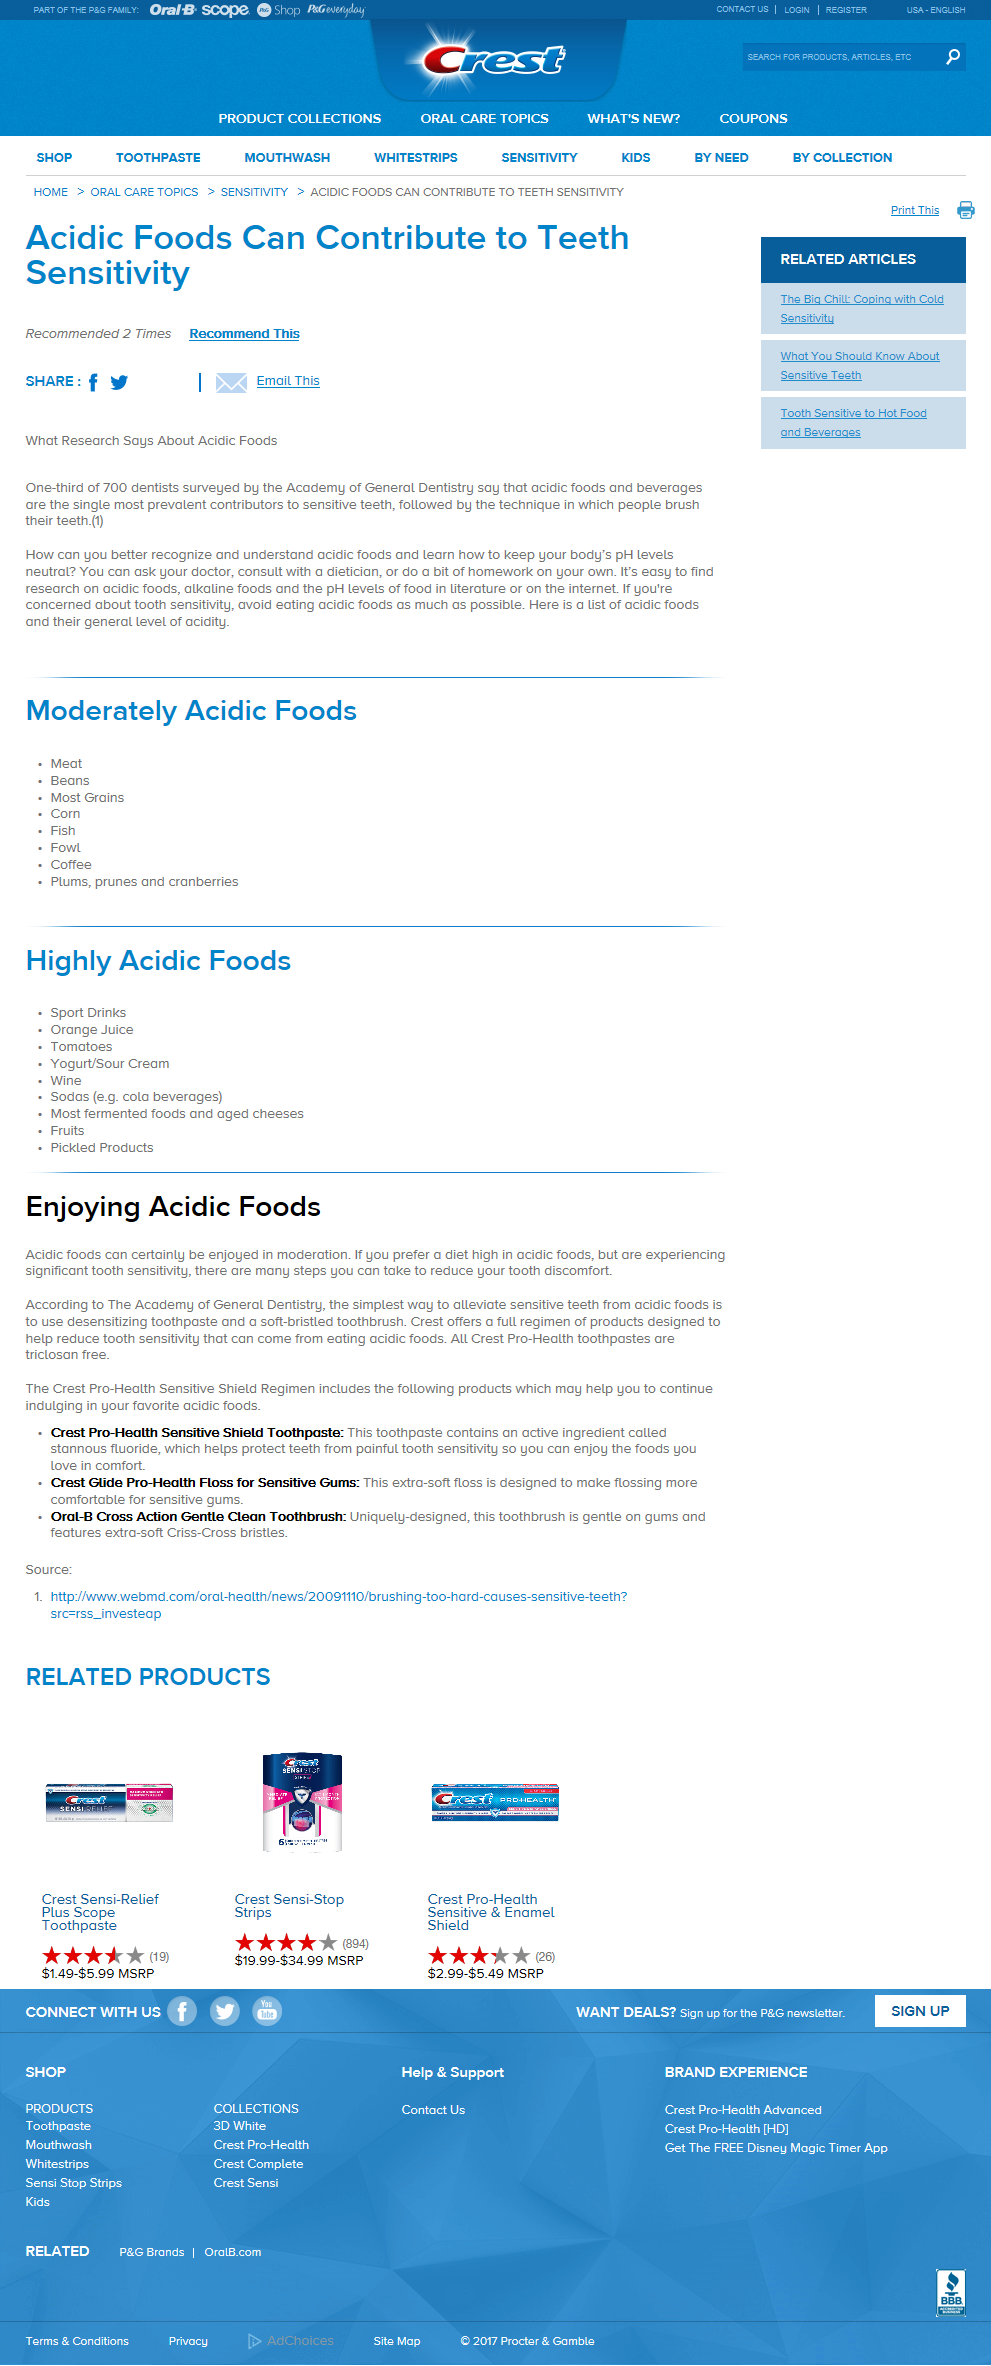 PART OF THE P&G FAMILY: Oral-B scope P&G Shop P&G everyday
CONTACT US | LOGIN | REGISTER USA - ENGLISH
Crest
SEARCH FOR PRODUCTS, ARTICLES, ETC
PRODUCT COLLECTIONS ORAL CARE TOPICS WHAT'S NEW? COUPONS
SHOP TOOTHPASTE MOUTHWASH WHITESTRIPS SENSITIVITY KIDS BY NEED BY COLLECTION
HOME > ORAL CARE TOPICS > SENSITIVITY > ACIDIC FOODS CAN CONTRIBUTE TO TEETH SENSITIVITY
Print This
Acidic Foods Can Contribute to Teeth
Sensitivity
Recommended 2 Times Recommend This
SHARE : | Email This
RELATED ARTICLES
The Big Chill: Coping with Cold
Sensitivity
What You Should Know About
Sensitive Teeth
Tooth Sensitive to Hot Food
and Beverages
What Research Says About Acidic Foods
One-third of 700 dentists surveyed by the Academy of General Dentistry say that acidic foods and beverages
are the single most prevalent contributors to sensitive teeth, followed by the technique in which people brush
their teeth.(1)
How can you better recognize and understand acidic foods and learn how to keep your body's pH levels
neutral? You can ask your doctor, consult with a dietician, or do a bit of homework on your own. It's easy to find
research on acidic foods, alkaline foods and the pH levels of food in literature or on the internet. If you're
concerned about tooth sensitivity, avoid eating acidic foods as much as possible. Here is a list of acidic foods
and their general level of acidity.
Moderately Acidic Foods
• Meat
• Beans
• Most Grains
• Corn
• Fish
• Fowl
• Coffee
• Plums, prunes and cranberries
Highly Acidic Foods
• Sport Drinks
• Orange Juice
• Tomatoes
• Yogurt/Sour Cream
• Wine
• Sodas (e.g. cola beverages)
• Most fermented foods and aged cheeses
• Fruits
• Pickled Products
Enjoying Acidic Foods
Acidic foods can certainly be enjoyed in moderation. If you prefer a diet high in acidic foods, but are experiencing
significant tooth sensitivity, there are many steps you can take to reduce your tooth discomfort.
According to The Academy of General Dentistry, the simplest way to alleviate sensitive teeth from acidic foods is
to use desensitizing toothpaste and a soft-bristled toothbrush. Crest offers a full regimen of products designed to
help reduce tooth sensitivity that can come from eating acidic foods. All Crest Pro-Health toothpastes are
triclosan free.
The Crest Pro-Health Sensitive Shield Regimen includes the following products which may help you to continue
indulging in your favorite acidic foods.
• Crest Pro-Health Sensitive Shield Toothpaste: This toothpaste contains an active ingredient called
stannous fluoride, which helps protect teeth from painful tooth sensitivity so you can enjoy the foods you
love in comfort.
• Crest Glide Pro-Health Floss for Sensitive Gums: This extra-soft floss is designed to make flossing more
comfortable for sensitive gums.
• Oral-B Cross Action Gentle Clean Toothbrush: Uniquely-designed, this toothbrush is gentle on gums and
features extra-soft Criss-Cross bristles.
Source:
1. http://www.webmd.com/oral-health/news/20091110/brushing-too-hard-causes-sensitive-teeth?
src=rss_investeap
RELATED PRODUCTS
Crest
SENSI RELIEF
Crest
SENSI-STOP
STRIPS
Crest PRO-HEALTH
Crest Sensi-Relief
Plus Scope
Toothpaste
(19)
$1.49-$5.99 MSRP
Crest Sensi-Stop
Strips
(894)
$19.99-$34.99 MSRP
Crest Pro-Health
Sensitive & Enamel
Shield
(26)
$2.99-$5.49 MSRP
CONNECT WITH US You Tube
WANT DEALS? Sign up for the P&G newsletter. SIGN UP
SHOP
PRODUCTS
Toothpaste
Mouthwash
Whitestrips
Sensi Stop Strips
Kids
COLLECTIONS
3D White
Crest Pro-Health
Crest Complete
Crest Sensi
Help & Support
Contact Us
BRAND EXPERIENCE
Crest Pro-Health Advanced
Crest Pro-Health [HD]
Get The FREE Disney Magic Timer App
RELATED P&G Brands | OralB.com
BBB
ACCREDITED
BUSINESS
Terms & Conditions Privacy AdChoices Site Map © 2017 Procter & Gamble